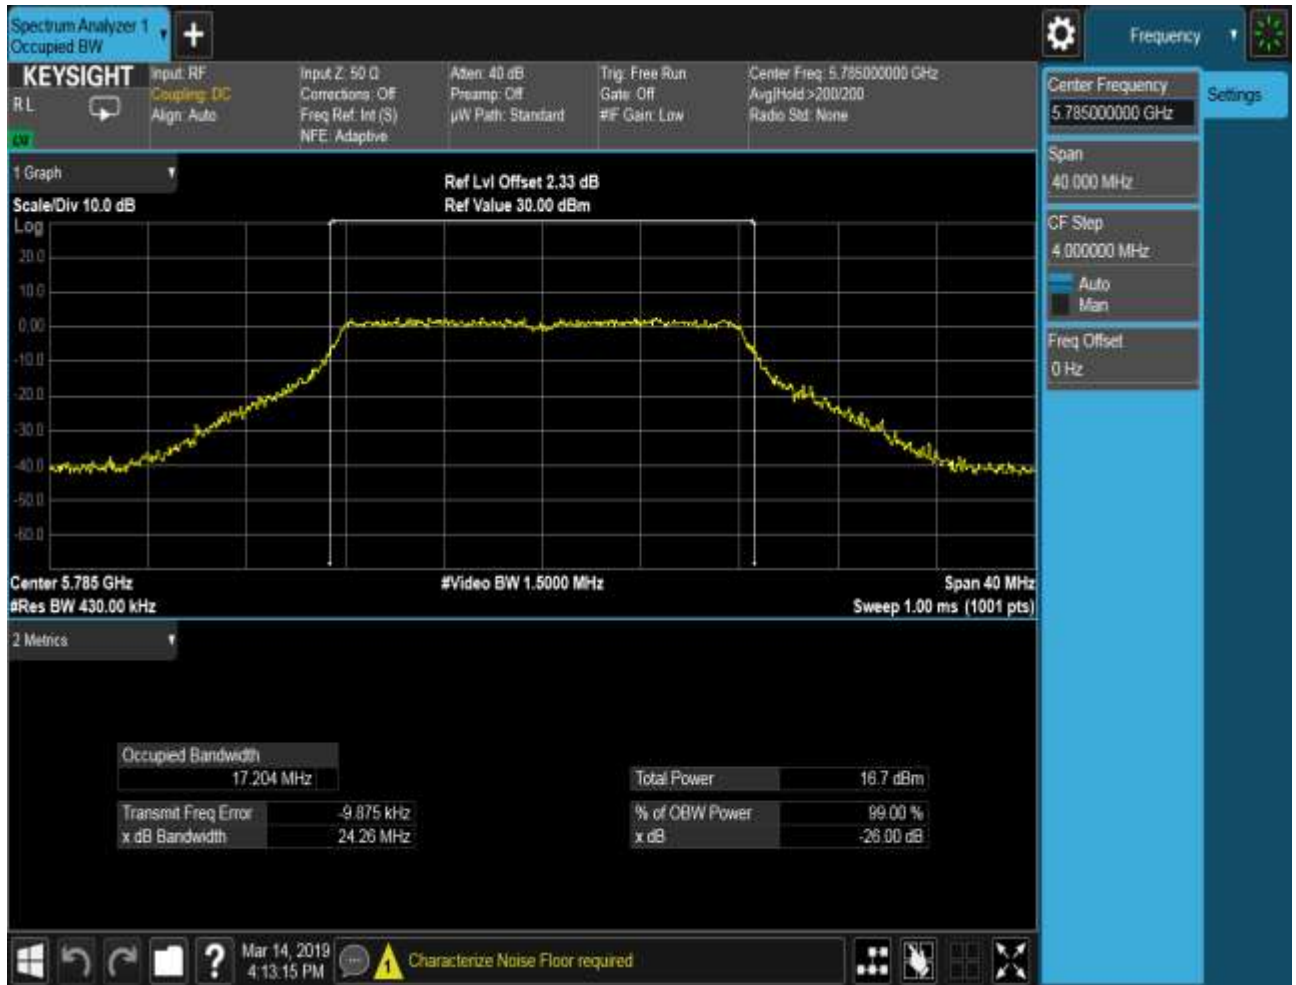 Spectrum Analyzer 1
Occupied BW
Frequency
KEYSIGHT
R L
Input: RF
Coupling: DC
Align: Auto
Input Z: 50 Ω
Corrections: Off
Freq Ref: Int (S)
NFE: Adaptive
Atten: 40 dB
Preamp: Off
µW Path: Standard
Trig: Free Run
Gate: Off
#IF Gain: Low
Center Freq: 5.785000000 GHz
Avg|Hold:>200/200
Radio Std: None
Center Frequency
5.785000000 GHz
Settings
Span
40.000 MHz
CF Step
4.000000 MHz
Auto
Man
Freq Offset
0 Hz
1 Graph
Scale/Div 10.0 dB
Ref Lvl Offset 2.33 dB
Ref Value 30.00 dBm
Log
20.0
10.0
0.00
-10.0
-20.0
-30.0
-40.0
-50.0
-60.0
Center 5.785 GHz
#Video BW 1.5000 MHz
Span 40 MHz
#Res BW 430.00 kHz
Sweep 1.00 ms (1001 pts)
2 Metrics
Occupied Bandwidth
17.204 MHz
Total Power 16.7 dBm
Transmit Freq Error -9.875 kHz
% of OBW Power 99.00 %
x dB Bandwidth 24.26 MHz
x dB -26.00 dB
Mar 14, 2019
4:13:15 PM
?
1
Characterize Noise Floor required